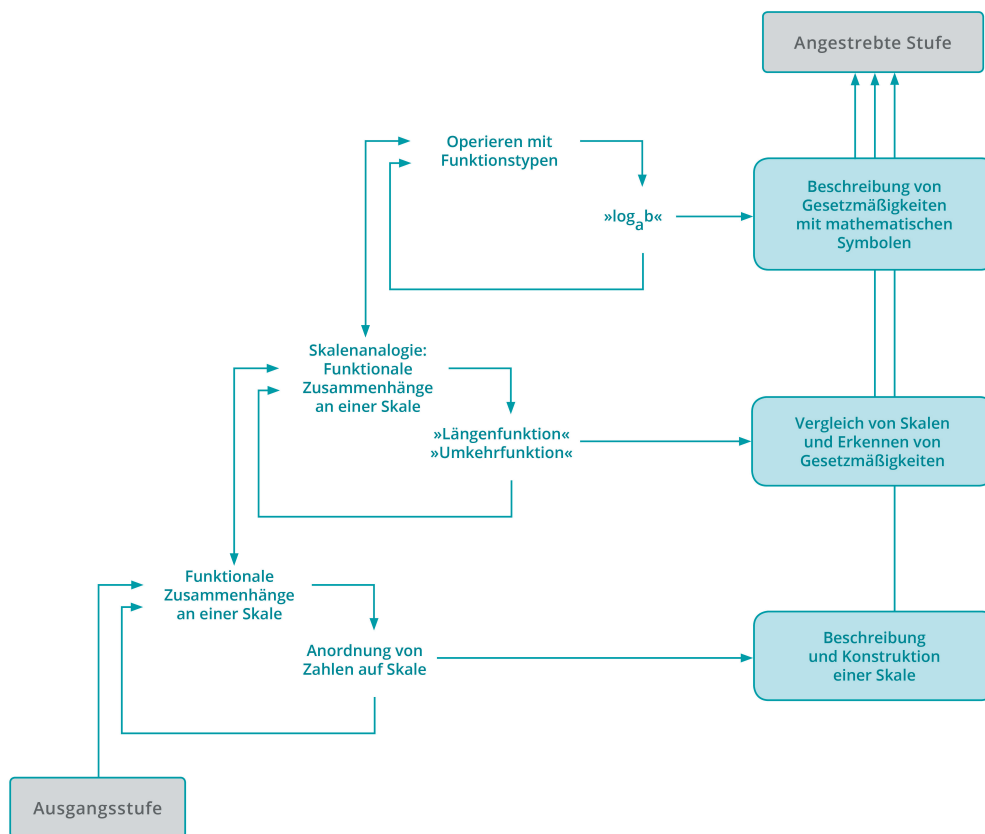 Angestrebte Stufe
Operieren mit
Funktionstypen
»logab«
Beschreibung von
Gesetzmäßigkeiten
mit mathematischen
Symbolen
Skalenanalogie:
Funktionale
Zusammenhänge
an einer Skale
»Längenfunktion«
»Umkehrfunktion«
Vergleich von Skalen
und Erkennen von
Gesetzmäßigkeiten
Funktionale
Zusammenhänge
an einer Skale
Anordnung von
Zahlen auf Skale
Beschreibung
und Konstruktion
einer Skale
Ausgangsstufe